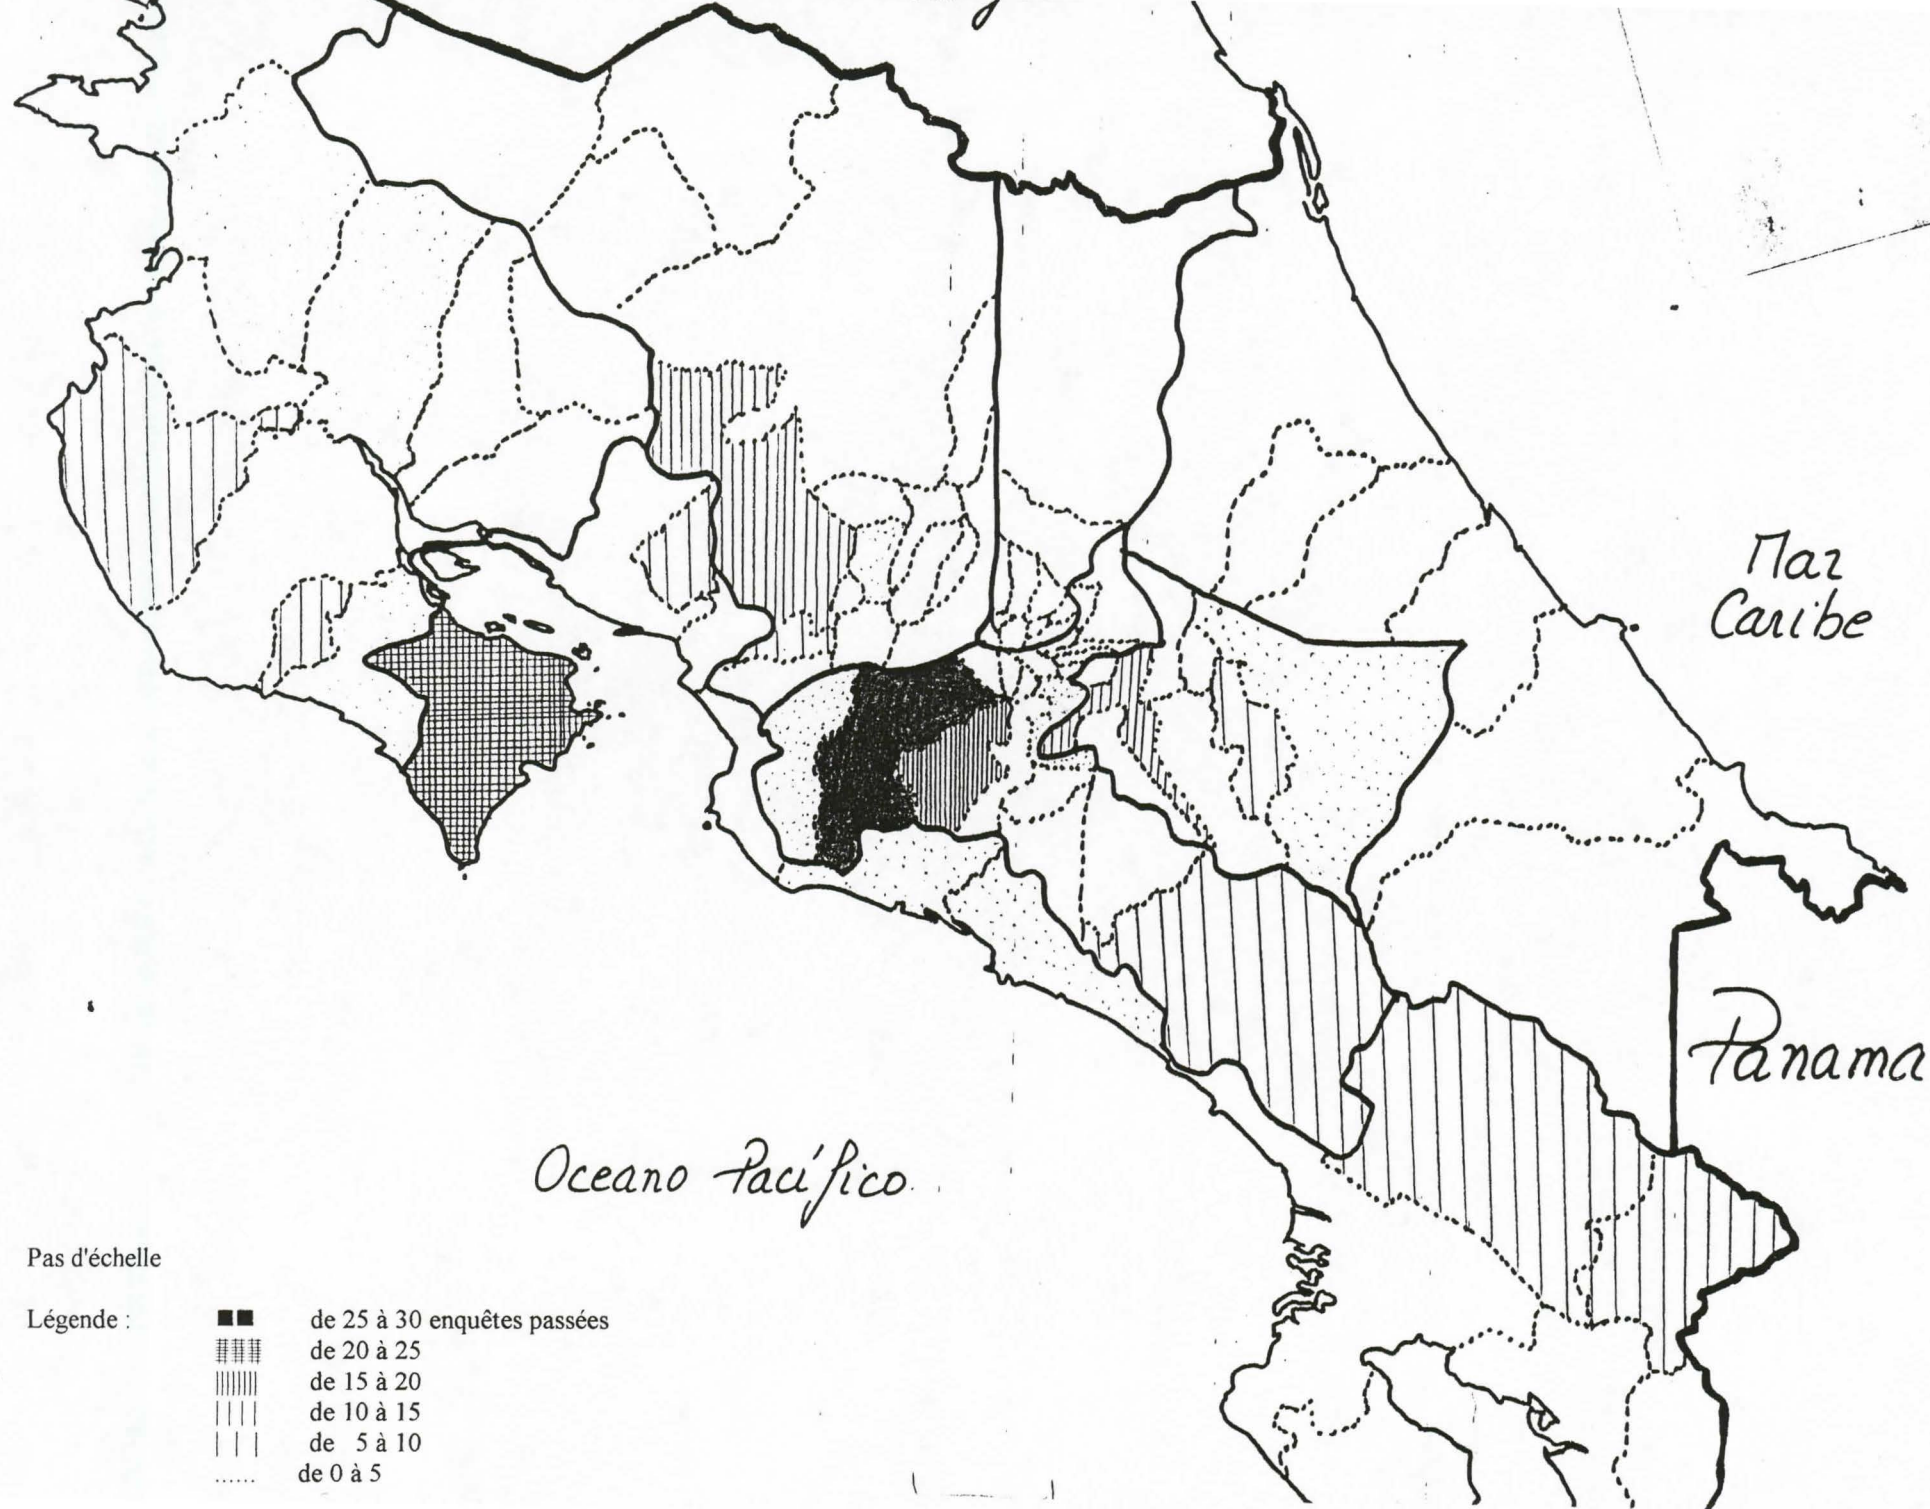 Mar
Caribe
Panama
Oceano Pacífico
Pas d'échelle
Légende :
de 25 à 30 enquêtes passées
de 20 à 25
de 15 à 20
de 10 à 15
de 5 à 10
de 0 à 5